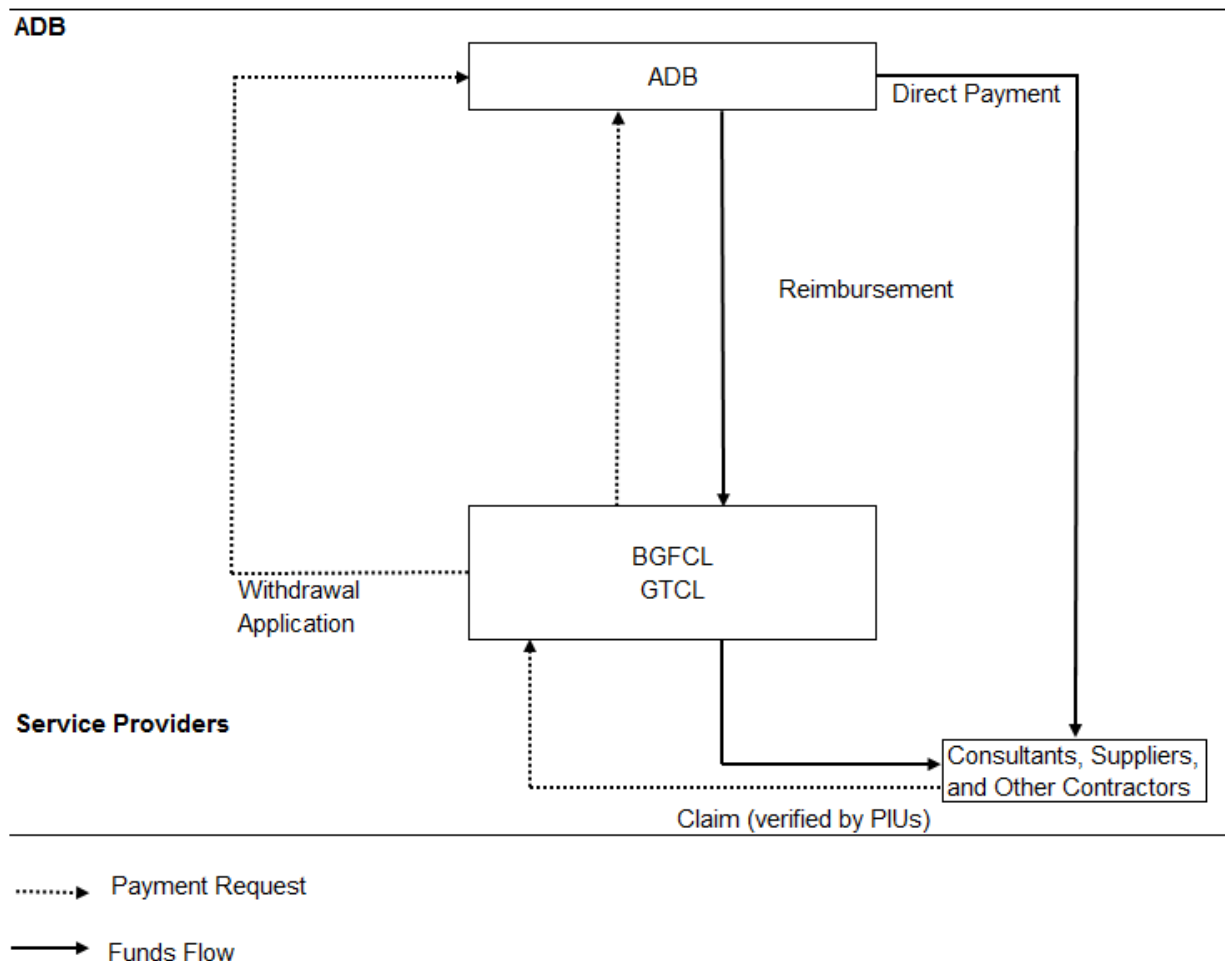 ADB
ADB
Direct Payment
Reimbursement
BGFCL
GTCL
Withdrawal
Application
Service Providers
Consultants, Suppliers,
and Other Contractors
Claim (verified by PIUs)
Payment Request
Funds Flow